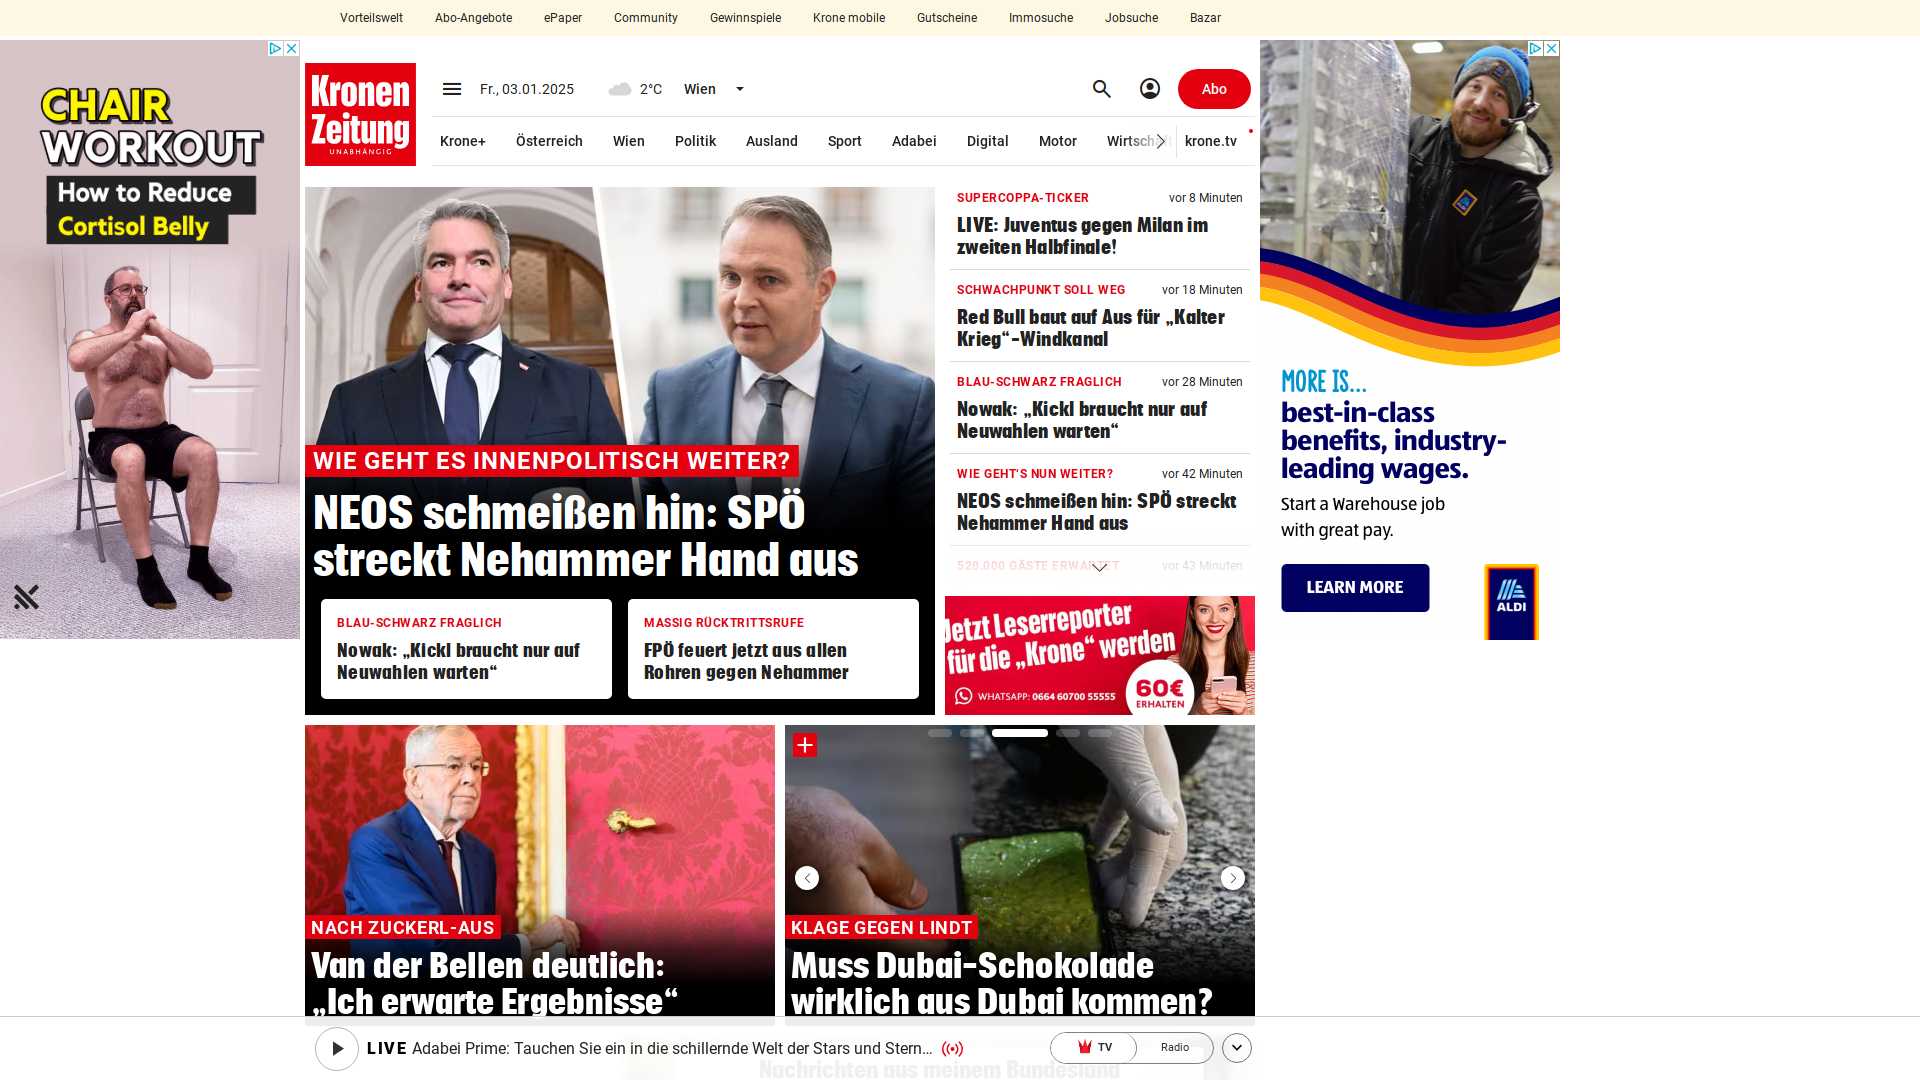 Vorteilswelt Abo-Angebote ePaper Community Gewinnspiele Krone mobile Gutscheine Immosuche Jobsuche Bazar
CHAIR
WORKOUT
How to Reduce
Cortisol Belly
Kronen
Zeitung
UNABHÄNGIG
Fr., 03.01.2025 2°C Wien
Abo
Krone+ Österreich Wien Politik Ausland Sport Adabei Digital Motor Wirtschaft krone.tv
WIE GEHT ES INNENPOLITISCH WEITER?
NEOS schmeißen hin: SPÖ
streckt Nehammer Hand aus
BLAU-SCHWARZ FRAGLICH
Nowak: „Kickl braucht nur auf
Neuwahlen warten“
MASSIG RÜCKTRITTSRUFE
FPÖ feuert jetzt aus allen
Rohren gegen Nehammer
SUPERCOPPA-TICKER vor 8 Minuten
LIVE: Juventus gegen Milan im
zweiten Halbfinale!
SCHWACHPUNKT SOLL WEG vor 18 Minuten
Red Bull baut auf Aus für „Kalter
Krieg“-Windkanal
BLAU-SCHWARZ FRAGLICH vor 28 Minuten
Nowak: „Kickl braucht nur auf
Neuwahlen warten“
WIE GEHT'S NUN WEITER? vor 42 Minuten
NEOS schmeißen hin: SPÖ streckt
Nehammer Hand aus
520.000 GÄSTE ERWARTET vor 43 Minuten
Jetzt Leserreporter
für die „Krone“ werden
WHATSAPP: 0664 60700 55555
60€
ERHALTEN
MORE IS...
best-in-class
benefits, industry-
leading wages.
Start a Warehouse job
with great pay.
LEARN MORE
ALDI
NACH ZUCKERL-AUS
Van der Bellen deutlich:
„Ich erwarte Ergebnisse“
KLAGE GEGEN LINDT
Muss Dubai-Schokolade
wirklich aus Dubai kommen?
LIVE Adabei Prime: Tauchen Sie ein in die schillernde Welt der Stars und Stern...
TV Radio
Nachrichten aus meinem Bundesland